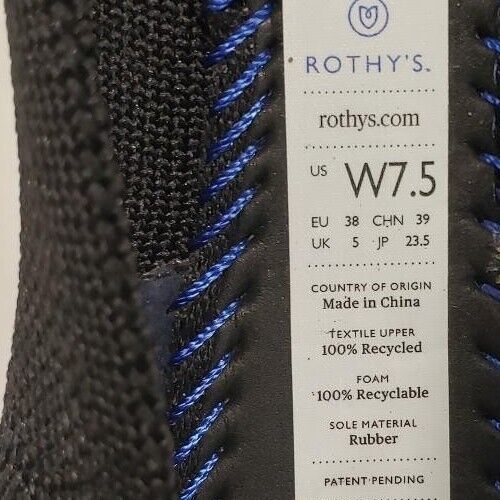 ROTHY'S™
rothys.com
US W7.5
EU 38 CHN 39
UK 5 JP 23.5
COUNTRY OF ORIGIN
Made in China
TEXTILE UPPER
100% Recycled
FOAM
100% Recyclable
SOLE MATERIAL
Rubber
PATENT PENDING